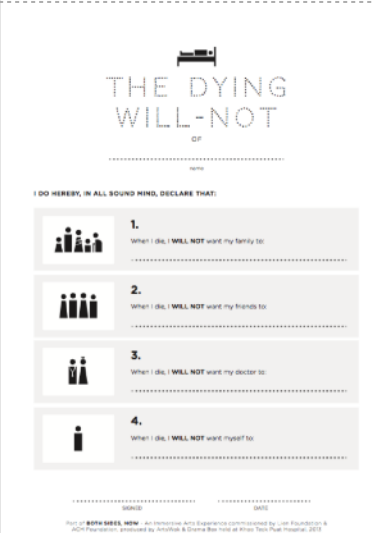 THE DYING
WILL-NOT
OF
name
I DO HEREBY, IN ALL SOUND MIND, DECLARE THAT:
1.
When I die, I WILL NOT want my family to:
2.
When I die, I WILL NOT want my friends to:
3.
When I die, I WILL NOT want my doctor to:
4.
When I die, I WILL NOT want myself to:
SIGNED
DATE
Part of BOTH SIDES, NOW - An Immersive Arts Experience commissioned by Lien Foundation &
ACM Foundation, produced by ArtsWok & Drama Box held at Khoo Teck Puat Hospital, 2013